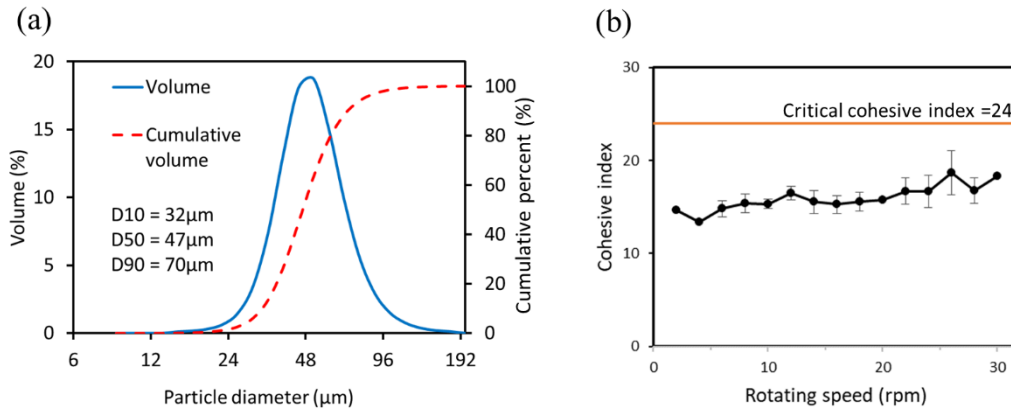 (a)
20
15
10
5
0
Volume (%)
Volume
Cumulative
volume
D10 = 32μm
D50 = 47μm
D90 = 70μm
100
80
60
40
20
0
Cumulative percent (%)
6 12 24 48 96 192
Particle diameter (μm)
(b)
30
20
10
0
Cohesive index
Critical cohesive index =24
0 10 20 30
Rotating speed (rpm)